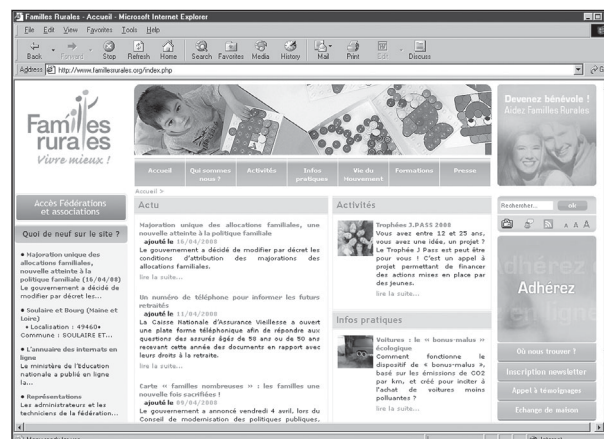 Familles Rurales - Accueil - Microsoft Internet Explorer
File Edit View Favorites Tools Help
Back Forward Stop Refresh Home Search Favorites Media History Mail Print Edit Discuss
Address http://www.famillesrurales.org/index.php
Familles
rurales
Vivre mieux !
Devenez bénévole !
Aidez Familles Rurales
Accueil
Qui sommes
nous ?
Activités
Infos
pratiques
Vie du
Mouvement
Formations
Presse
Accueil >
Accès Fédérations
et associations
Quoi de neuf sur le site ?
• Majoration unique des
allocations familiales,
nouvelle atteinte à la
politique familiale (16/04/08)
Le gouvernement a décidé de
modifier par décret les...
• Soulaire et Bourg (Maine et
Loire)
• Localisation : 49460•
Commune : SOULAIRE ET...
• L'annuaire des internats en
ligne
Le ministère de l'Education
nationale a publié en ligne
la...
• Représentations
Les administrateurs et les
techniciens de la fédération...
Actu
Majoration unique des allocations familiales, une
nouvelle atteinte à la politique familiale
ajouté le 16/04/2008
Le gouvernement a décidé de modifier par décret les
conditions d'attribution des majorations des
allocations familiales.
lire la suite...
Un numéro de téléphone pour informer les futurs
retraités
ajouté le 11/04/2008
La Caisse Nationale d'Assurance Vieillesse a ouvert
une plate forme téléphonique afin de répondre aux
questions des assurés âgés de 50 ans ou de 50 ans
recevant cette année des documents en rapport avec
leurs droits à la retraite.
lire la suite...
Carte « familles nombreuses » : les familles une
nouvelle fois sacrifiées !
ajouté le 09/04/2008
Le gouvernement a annoncé vendredi 4 avril, lors du
Conseil de modernisation des politiques publiques,
Activités
Trophées J.PASS 2008
Vous avez entre 12 et 25 ans,
vous avez une idée, un projet ?
Le Trophée J Pass est peut être
pour vous ! C'est un appel à
projet permettant de financer
des actions mises en place par
des jeunes.
lire la suite...
Infos pratiques
Voitures : le « bonus-malus »
écologique
Comment fonctionne le
dispositif de « bonus-malus »,
basé sur les émissions de CO2
par km, et créé pour inciter à
l'achat de voitures moins
polluantes ?
lire la suite...
Rechercher... ok
A A A
Adhérez
en ligne
Où nous trouver ?
Inscription newsletter
Appel à témoignages
Echange de maison